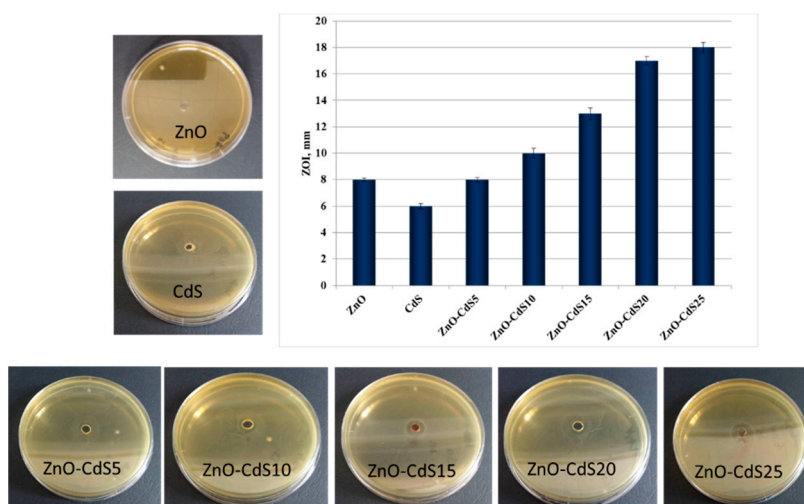 ZnO
CdS
20
18
16
14
12
10
8
6
4
2
0
ZOI, mm
ZnO
CdS
ZnO-CdS5
ZnO-CdS10
ZnO-CdS15
ZnO-CdS20
ZnO-CdS25
ZnO-CdS5
ZnO-CdS10
ZnO-CdS15
ZnO-CdS20
ZnO-CdS25